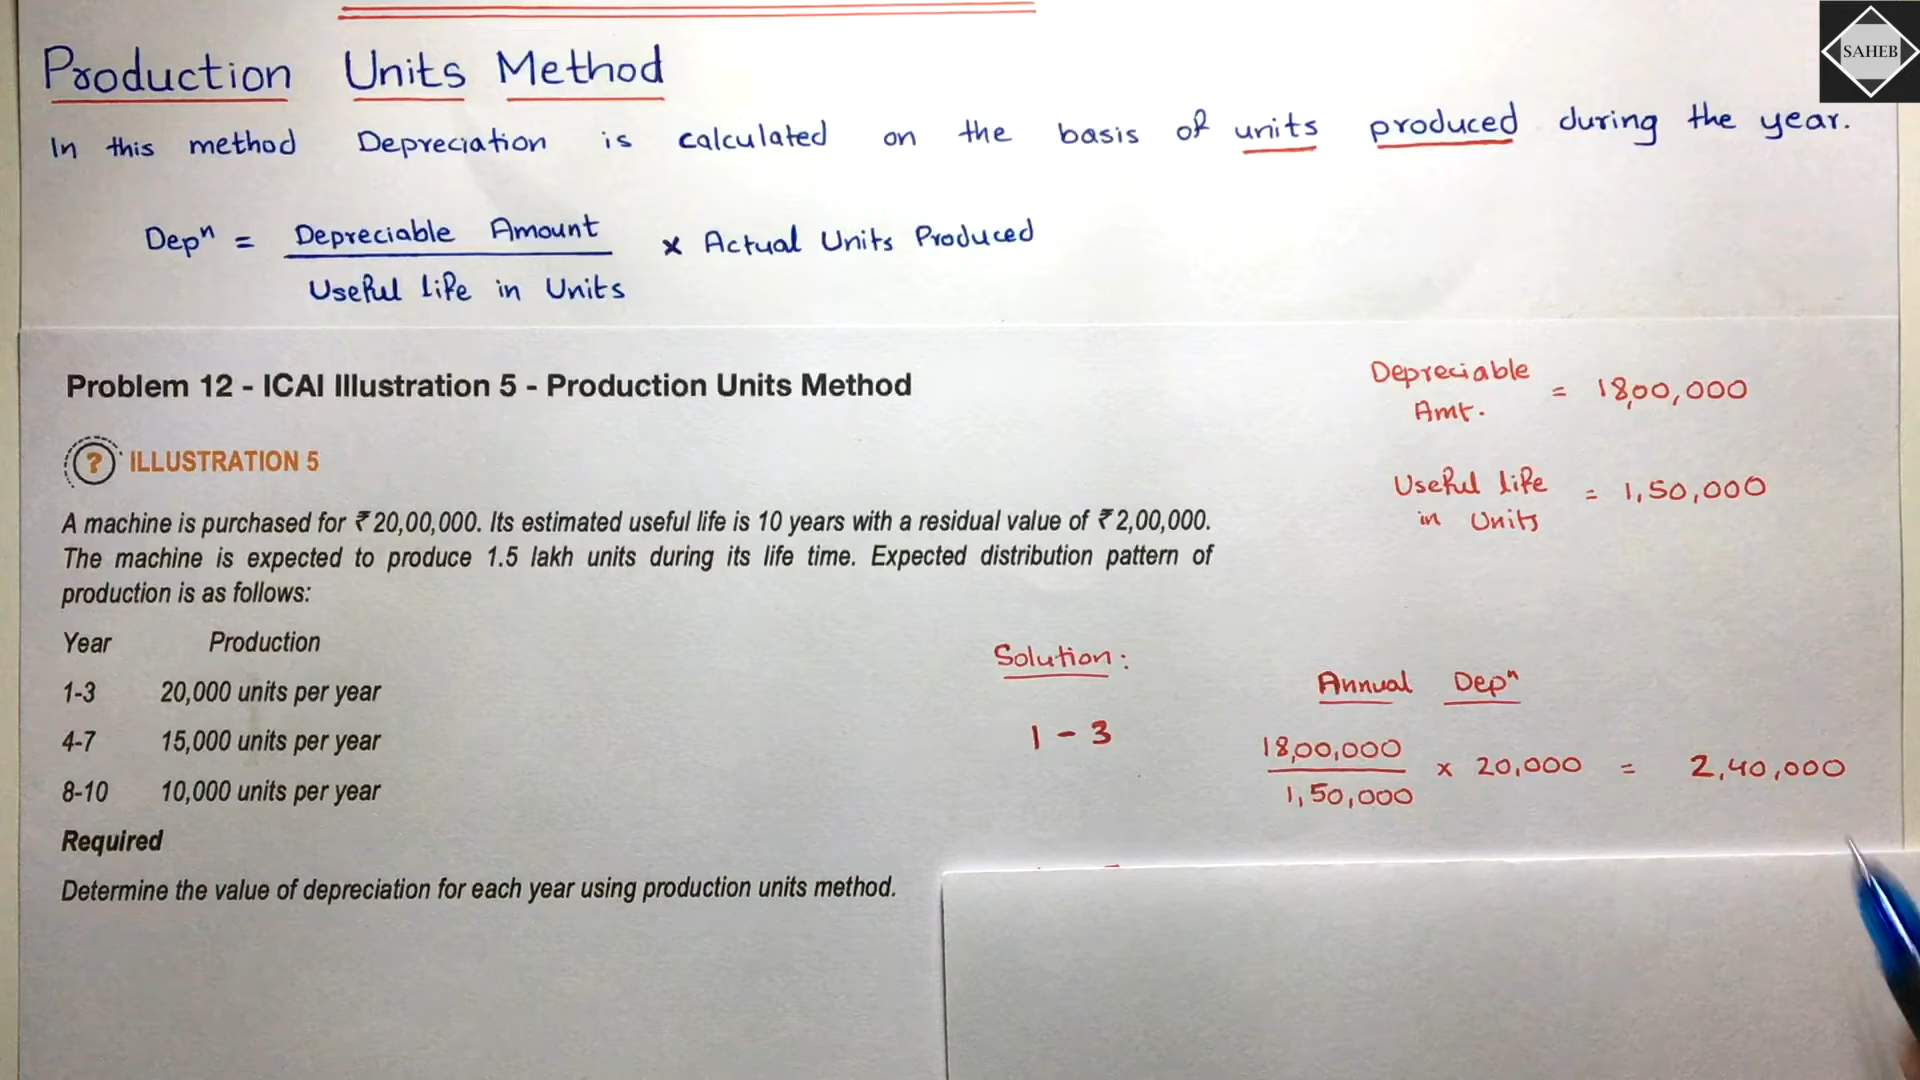 SAHEB
Production Units Method
In this method Depreciation is calculated on the basis of units produced during the year.
Depⁿ = Depreciable Amount / Useful life in Units × Actual Units Produced
Problem 12 - ICAI Illustration 5 - Production Units Method
Depreciable Amt. = 18,00,000
? ILLUSTRATION 5
Useful life in Units = 1,50,000
A machine is purchased for ₹ 20,00,000. Its estimated useful life is 10 years with a residual value of ₹ 2,00,000.
The machine is expected to produce 1.5 lakh units during its life time. Expected distribution pattern of
production is as follows:
Year Production
1-3 20,000 units per year
4-7 15,000 units per year
8-10 10,000 units per year
Required
Determine the value of depreciation for each year using production units method.
Solution:
Annual Depⁿ
1 - 3
18,00,000 / 1,50,000 × 20,000 = 2,40,000